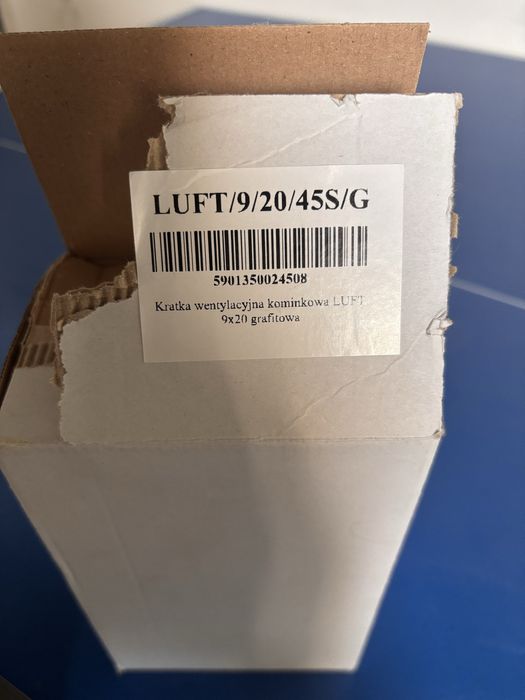 LUFT/9/20/45S/G
5901350024508
Kratka wentylacyjna kominkowa LUFT
9x20 grafitowa